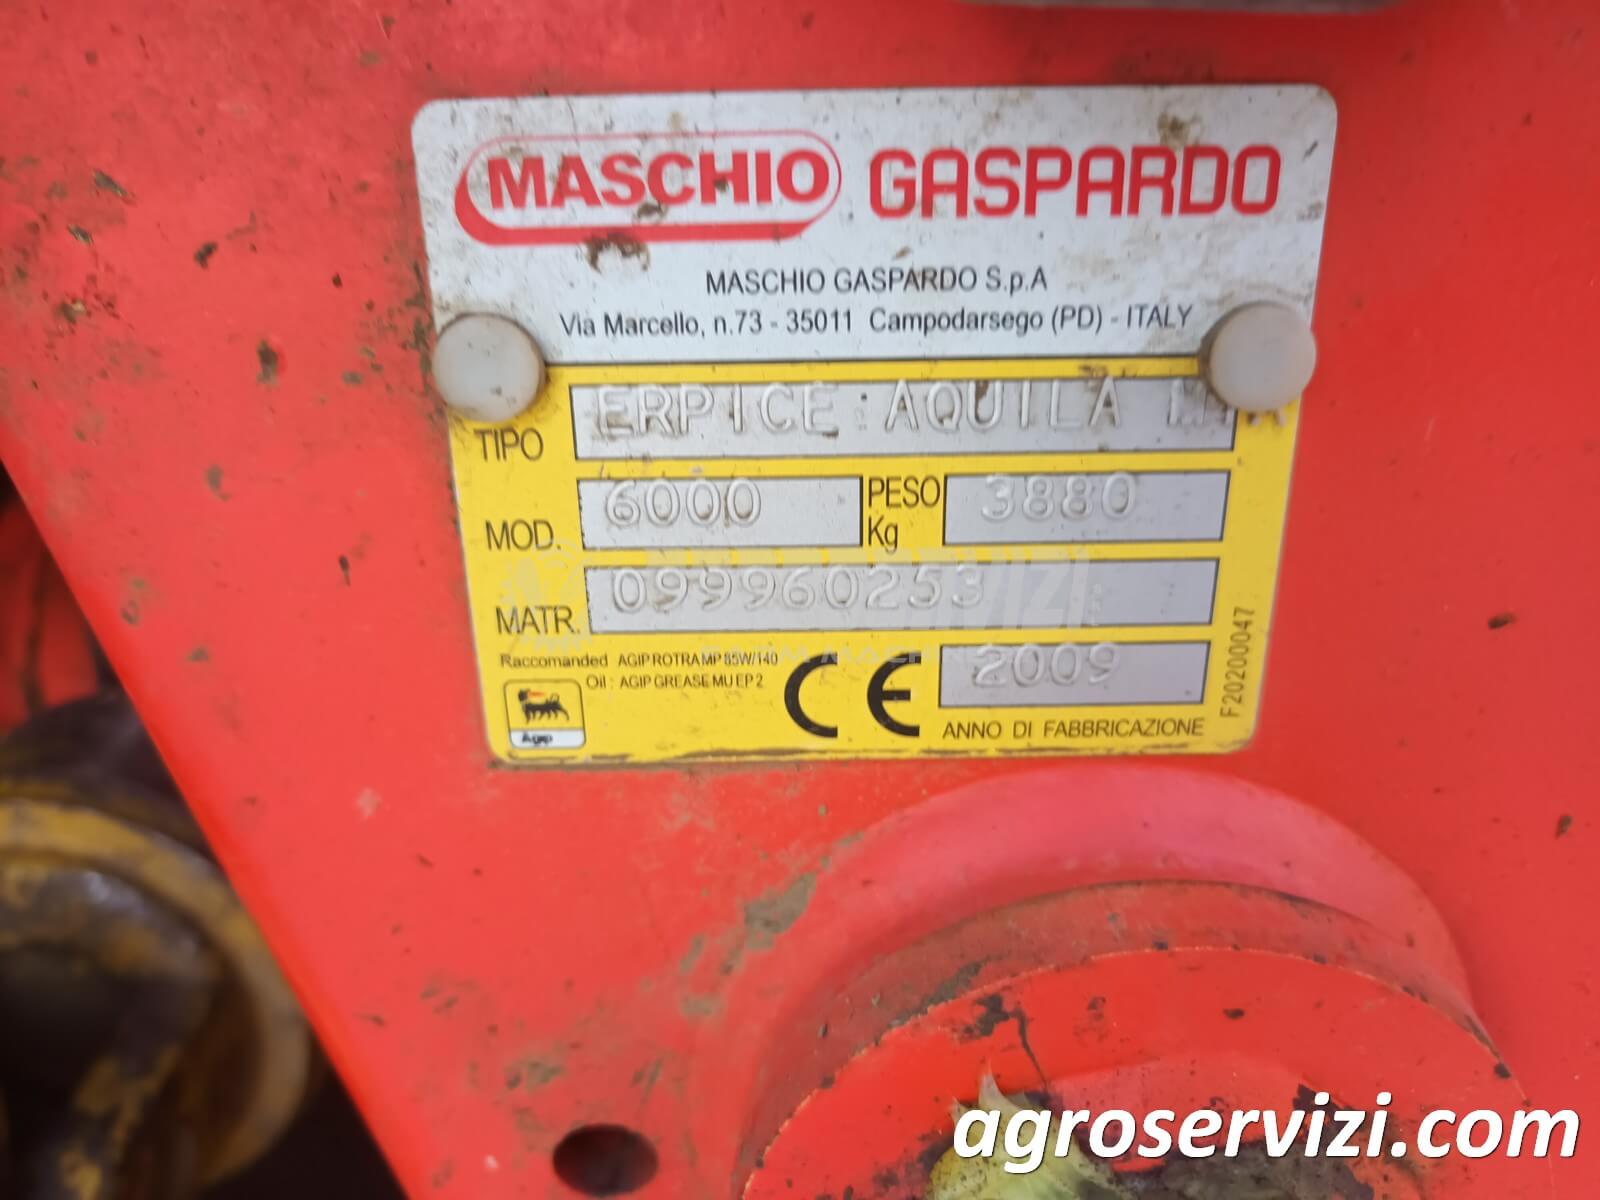 MASCHIO GASPARDO
MASCHIO GASPARDO S.p.A
Via Marcello, n.73 - 35011 Campodarsego (PD) - ITALY
TIPO ERPICE AQUILA
MOD. 6000 PESO Kg 3880
MATR. 099960253
Raccomanded AGIP ROTRA MP 85W/140
Oil : AGIP GREASE MU EP 2
Agip
CE 2009
ANNO DI FABBRICAZIONE
F20200047
agroservizi.com